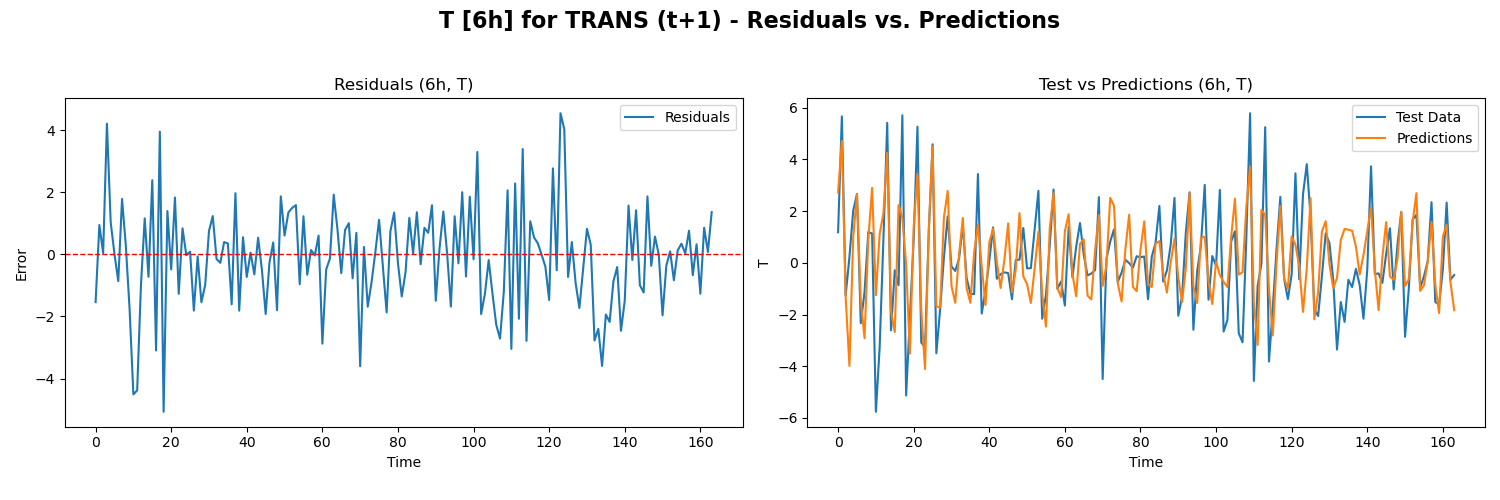 T [6h] for TRANS (t+1) - Residuals vs. Predictions
Residuals (6h, T)
Residuals
Error
4
2
0
−2
−4
0 20 40 60 80 100 120 140 160
Time
Test vs Predictions (6h, T)
Test Data
Predictions
T
6
4
2
0
−2
−4
−6
0 20 40 60 80 100 120 140 160
Time